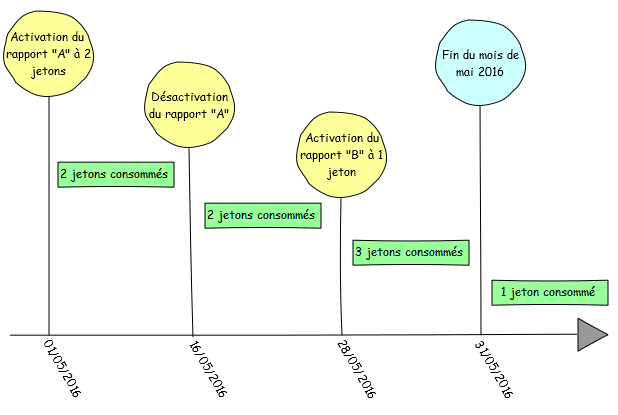 Activation du
rapport "A" à 2
jetons
Désactivation
du rapport "A"
Activation du
rapport "B" à 1
jeton
Fin du mois de
mai 2016
2 jetons consommés
2 jetons consommés
3 jetons consommés
1 jeton consommé
01/05/2016
16/05/2016
28/05/2016
31/05/2016